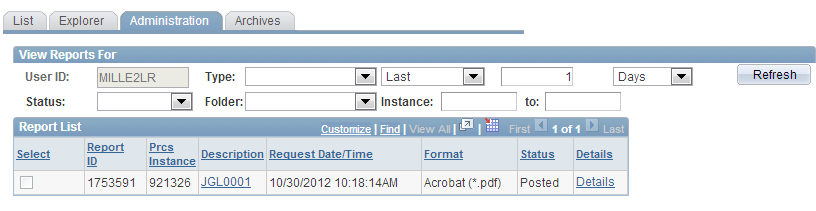 List Explorer Administration Archives
View Reports For
User ID: MILLE2LR Type: Last 1 Days Refresh
Status: Folder: Instance: to:
Report List Customize | Find | View All | | First 1 of 1 Last
Select Report ID Prcs Instance Description Request Date/Time Format Status Details
1753591 921326 JGL0001 10/30/2012 10:18:14AM Acrobat (*.pdf) Posted Details